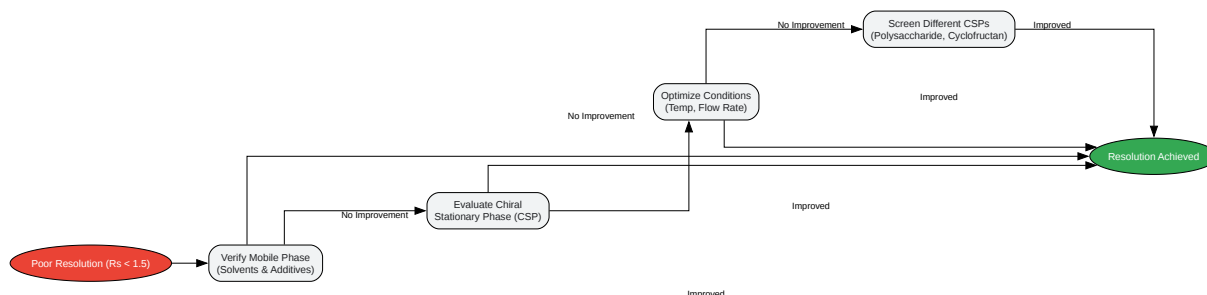 No Improvement
Screen Different CSPs
(Polysaccharide, Cyclofructan)
Improved
Optimize Conditions
(Temp, Flow Rate)
Improved
No Improvement
Resolution Achieved
Evaluate Chiral
Stationary Phase (CSP)
No Improvement
Improved
Poor Resolution (Rs < 1.5)
Verify Mobile Phase
(Solvents & Additives)
Improved